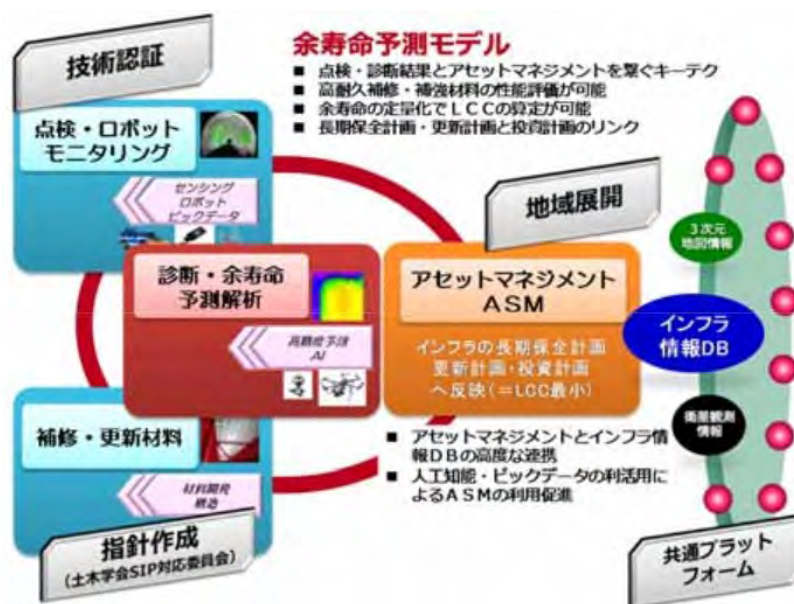 技術認証
余寿命予測モデル
■ 点検・診断結果とアセットマネジメントを繋ぐキーテク
■ 高耐久補修・補強材料の性能評価が可能
■ 余寿命の定量化でLCCの算定が可能
■ 長期保全計画・更新計画と投資計画のリンク
点検・ロボット
モニタリング
センシング
ロボット
ビックデータ
地域展開
診断・余寿命
予測解析
高精度予測
AI
アセットマネジメント
ASM
インフラの長期保全計画
更新計画・投資計画
へ反映(=LCC最小)
3次元
地図情報
インフラ
情報DB
衛星観測
情報
補修・更新材料
材料開発
構造
■ アセットマネジメントとインフラ情
報DBの高度な連携
■ 人工知能・ビックデータの利活用に
よるASMの利用促進
指針作成
(土木学会SIP対応委員会)
共通プラット
フォーム